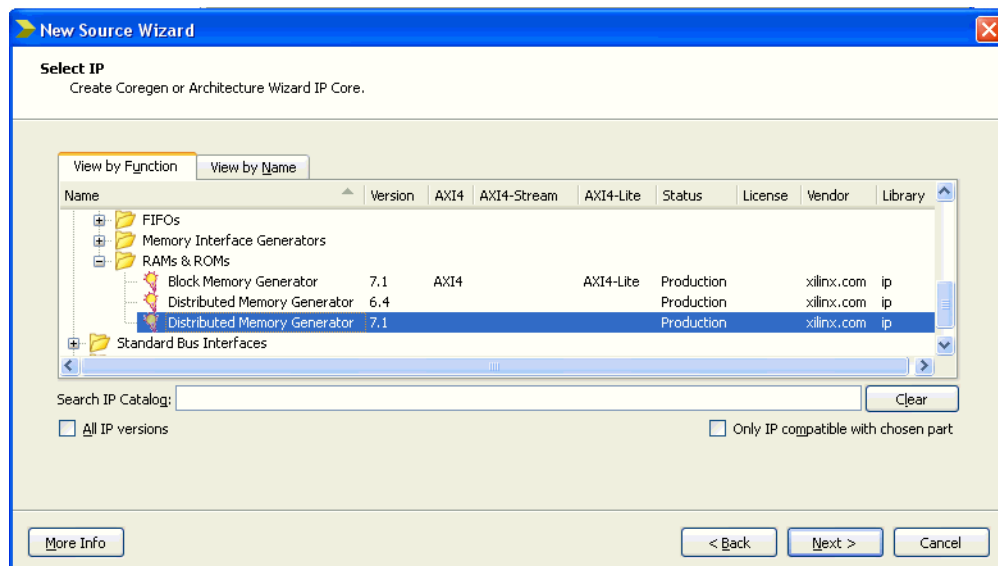 New Source Wizard
Select IP
Create Coregen or Architecture Wizard IP Core.
View by Function View by Name
Name Version AXI4 AXI4-Stream AXI4-Lite Status License Vendor Library
FIFOs
Memory Interface Generators
RAMs & ROMs
Block Memory Generator 7.1 AXI4 AXI4-Lite Production xilinx.com ip
Distributed Memory Generator 6.4 Production xilinx.com ip
Distributed Memory Generator 7.1 Production xilinx.com ip
Standard Bus Interfaces
Search IP Catalog: Clear
All IP versions Only IP compatible with chosen part
More Info < Back Next > Cancel